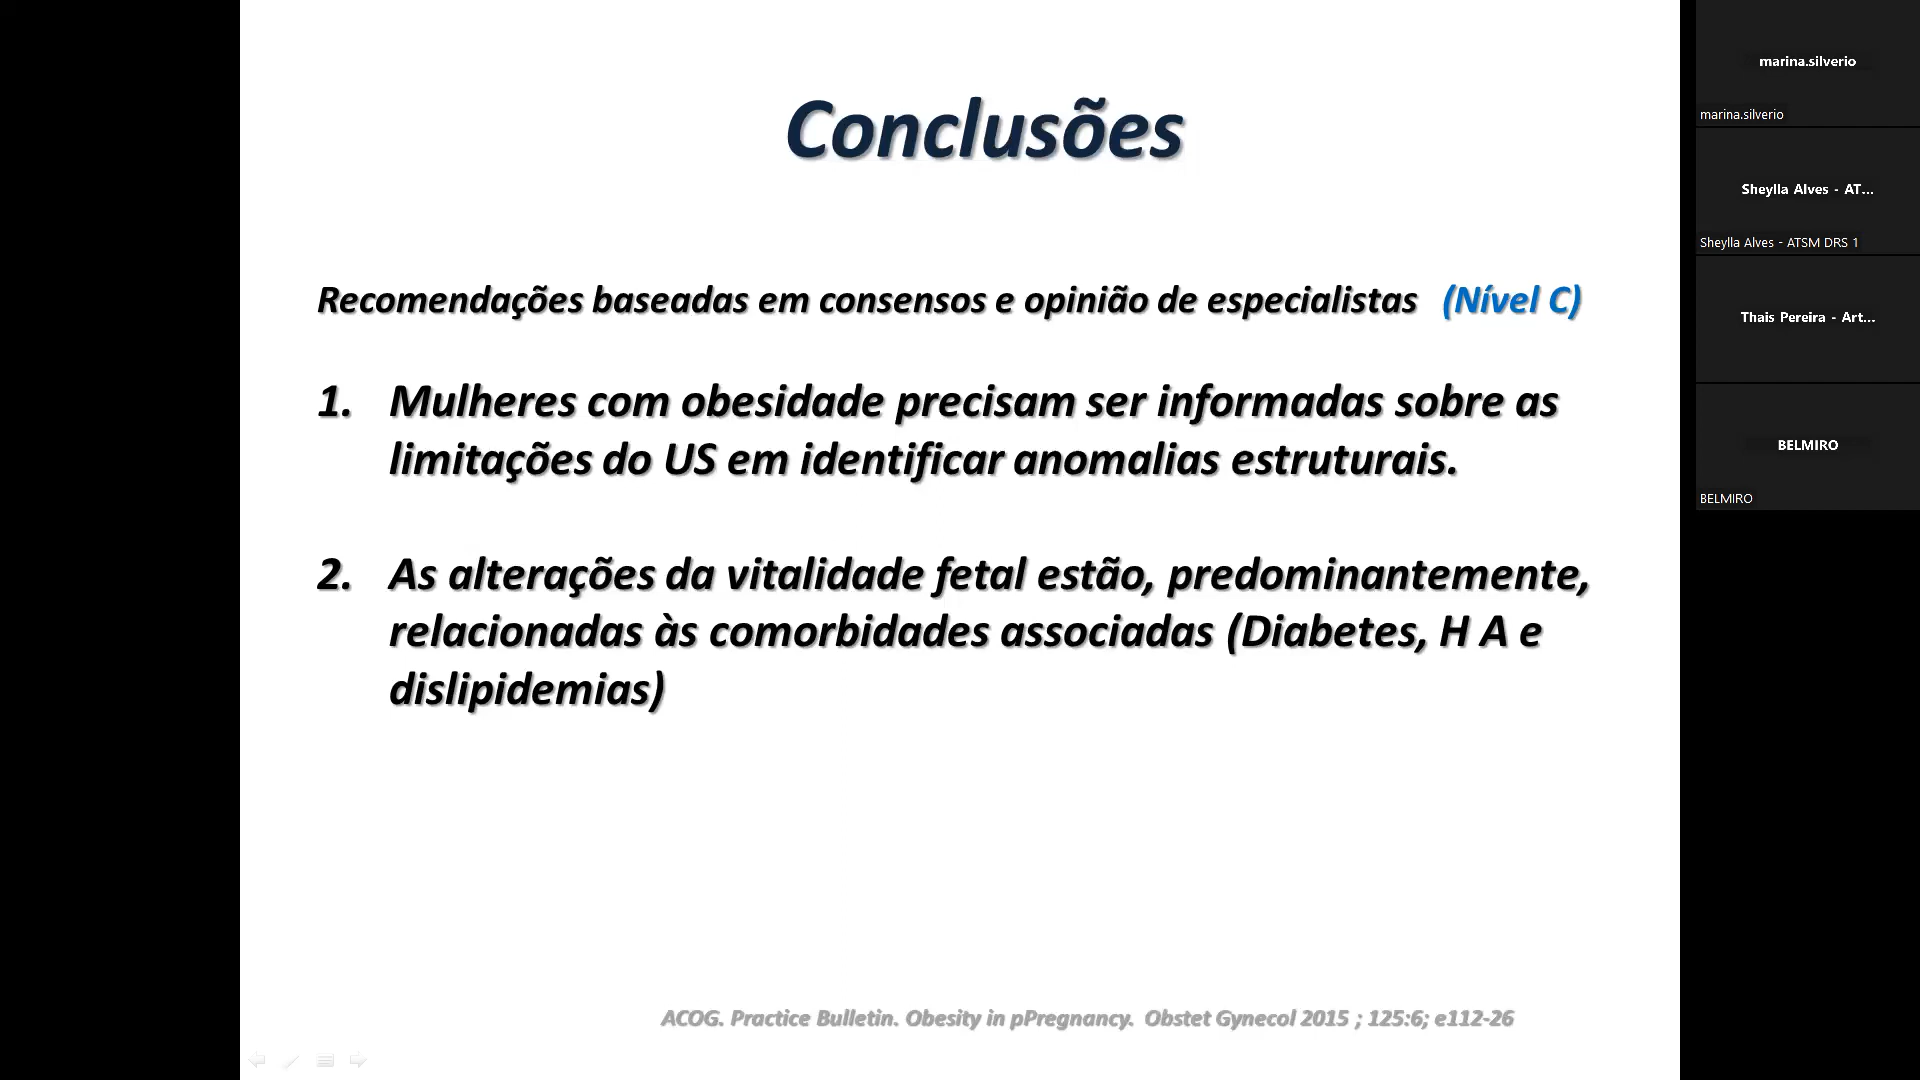 Conclusões
Recomendações baseadas em consensos e opinião de especialistas (Nível C)
1. Mulheres com obesidade precisam ser informadas sobre as
limitações do US em identificar anomalias estruturais.
2. As alterações da vitalidade fetal estão, predominantemente,
relacionadas às comorbidades associadas (Diabetes, H A e
dislipidemias)
ACOG. Practice Bulletin. Obesity in pPregnancy. Obstet Gynecol 2015 ; 125:6; e112-26
marina.silverio
marina.silverio
Sheylla Alves - AT...
Sheylla Alves - ATSM DRS 1
Thais Pereira - Art...
BELMIRO
BELMIRO